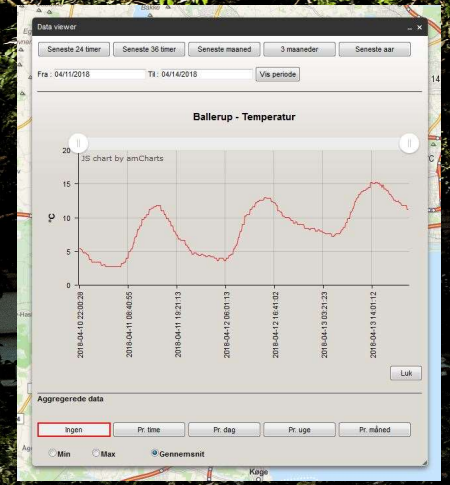 Data viewer
Seneste 24 timer
Seneste 36 timer
Seneste maaned
3 maaneder
Seneste aar
Fra : 04/11/2018
Til : 04/14/2018
Vis periode
Ballerup - Temperatur
JS chart by amCharts
20
15
10
5
0
°C
2018-04-10 22:00:28
2018-04-11 08:40:55
2018-04-11 19:21:13
2018-04-12 06:01:13
2018-04-12 16:41:02
2018-04-13 03:21:23
2018-04-13 14:01:12
Luk
Aggregerede data
Ingen
Pr. time
Pr. dag
Pr. uge
Pr. måned
Min
Max
Gennemsnit
Køge
14